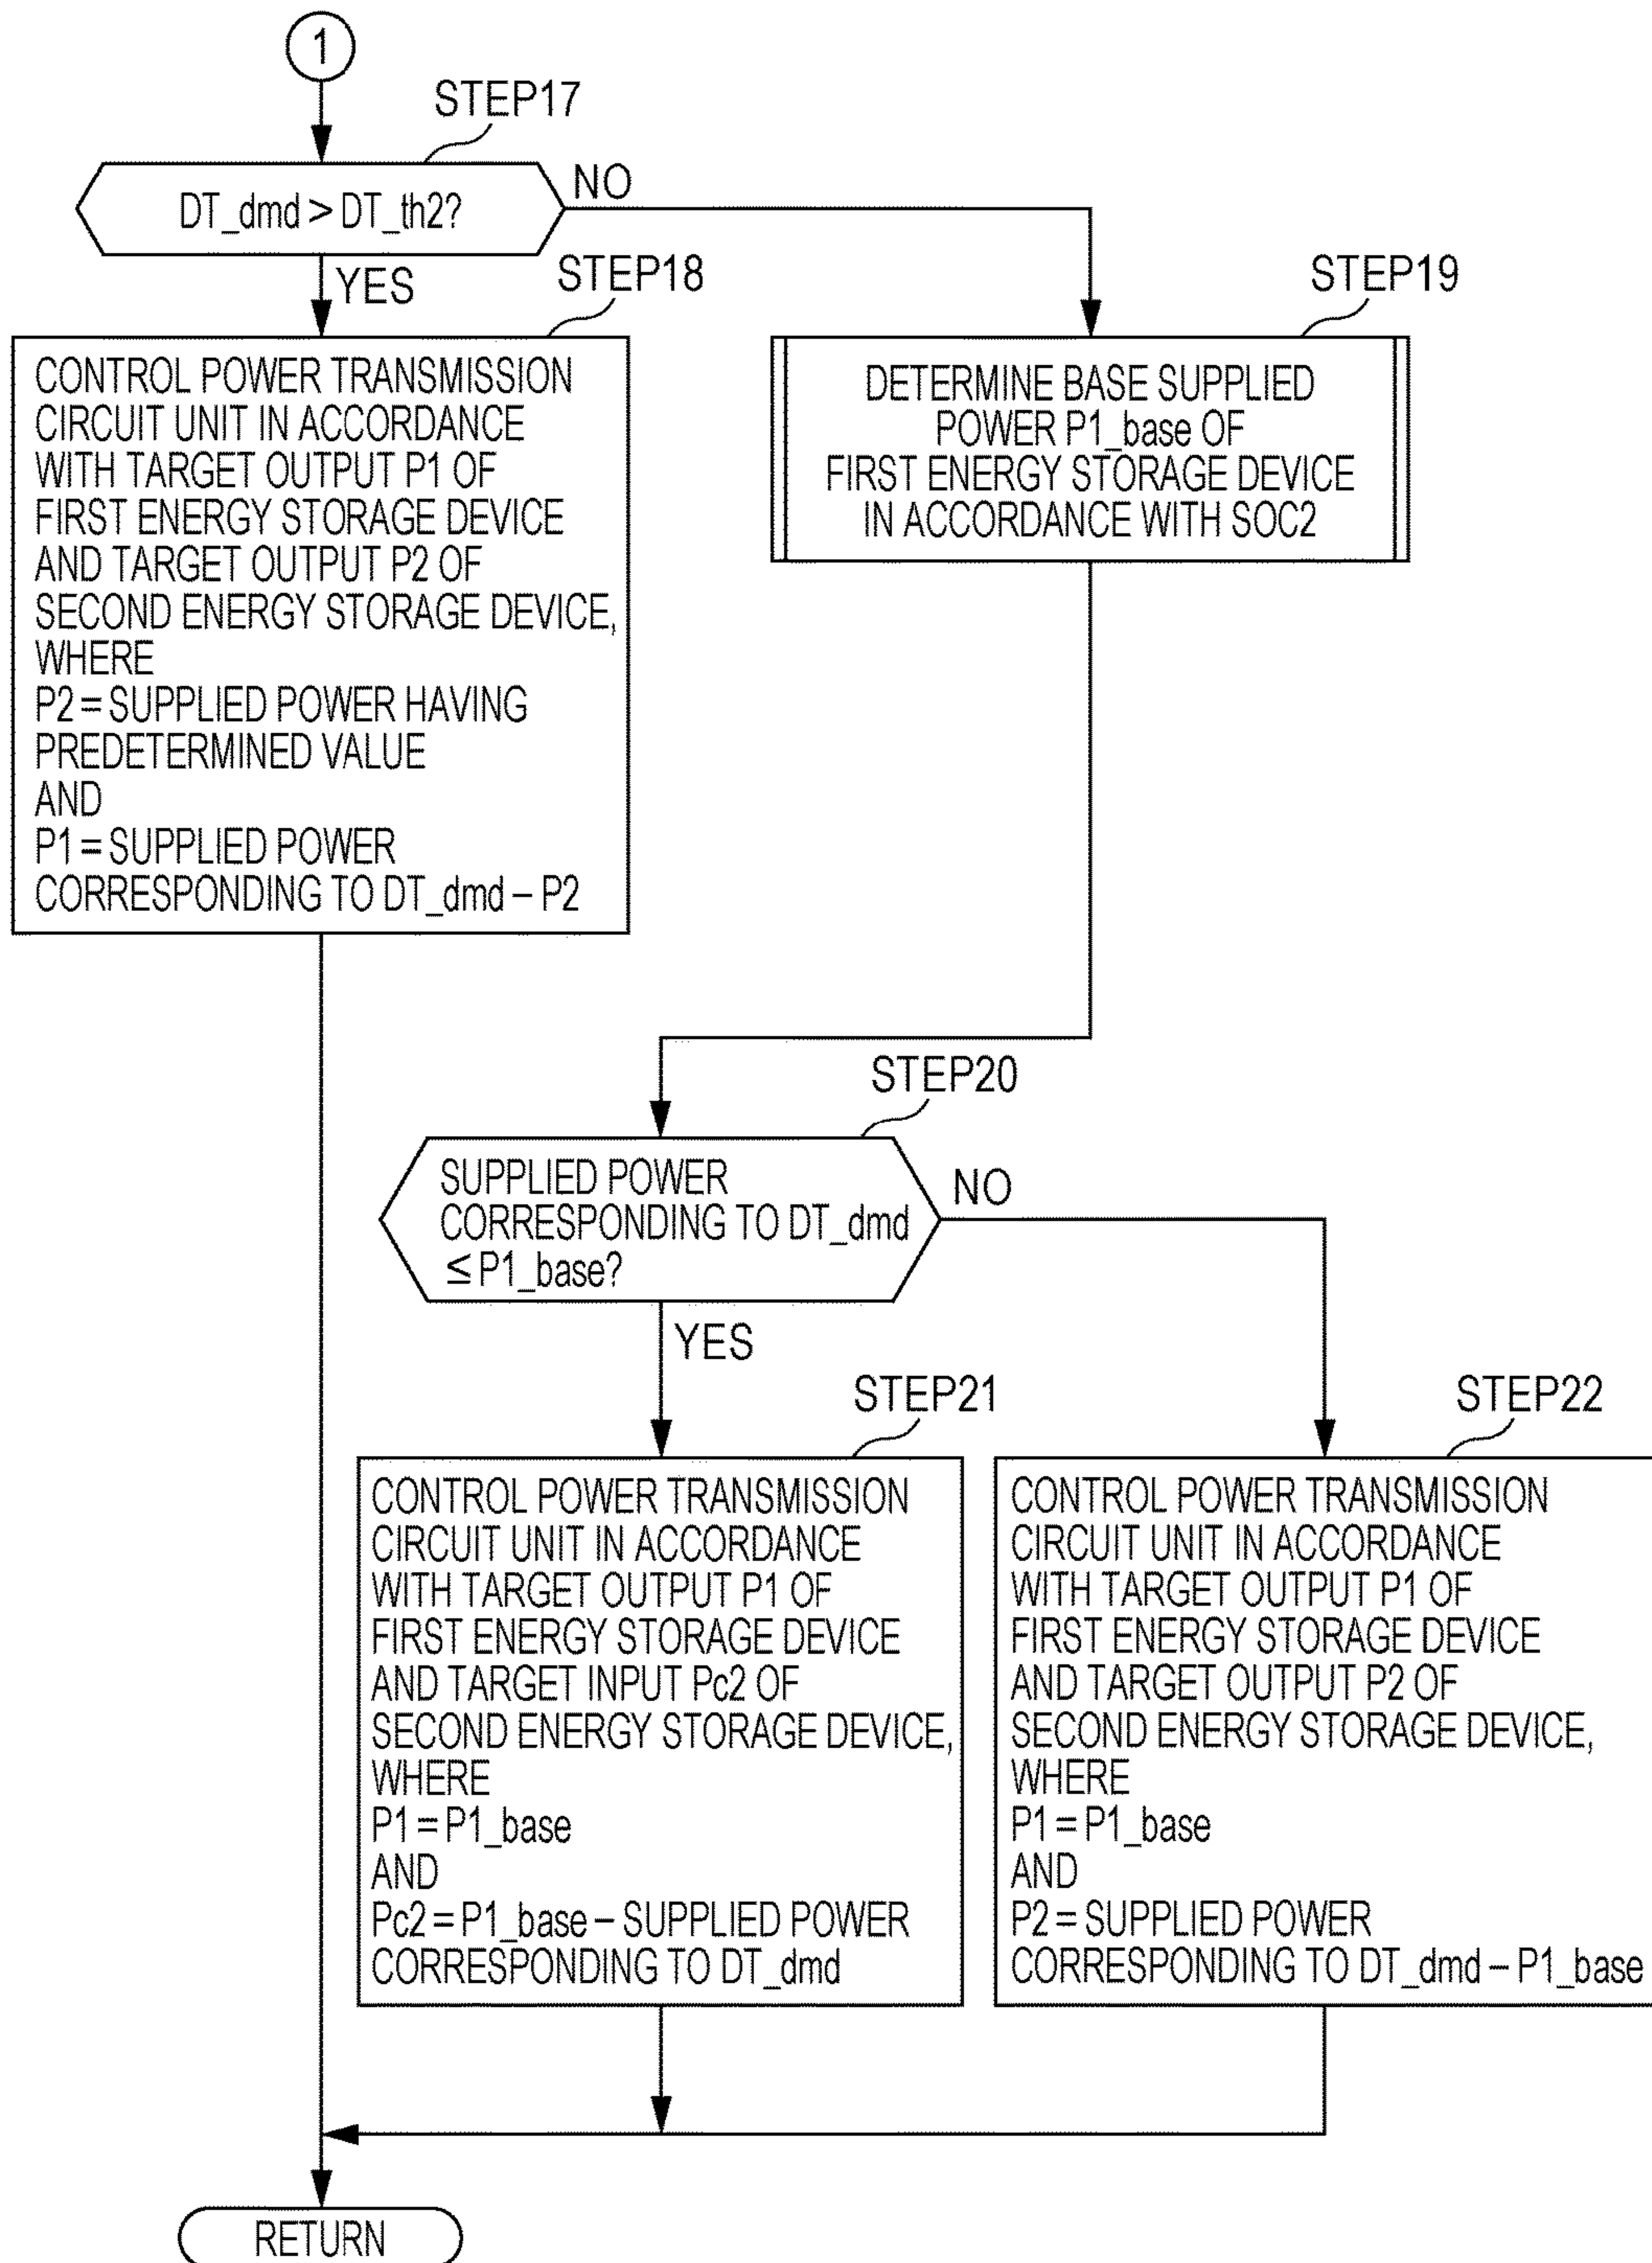 1
STEP17
DT_dmd > DT_th2?
NO
YES
STEP18
CONTROL POWER TRANSMISSION
CIRCUIT UNIT IN ACCORDANCE
WITH TARGET OUTPUT P1 OF
FIRST ENERGY STORAGE DEVICE
AND TARGET OUTPUT P2 OF
SECOND ENERGY STORAGE DEVICE,
WHERE
P2 = SUPPLIED POWER HAVING
PREDETERMINED VALUE
AND
P1 = SUPPLIED POWER
CORRESPONDING TO DT_dmd – P2
STEP19
DETERMINE BASE SUPPLIED
POWER P1_base OF
FIRST ENERGY STORAGE DEVICE
IN ACCORDANCE WITH SOC2
STEP20
SUPPLIED POWER
CORRESPONDING TO DT_dmd
≤ P1_base?
NO
YES
STEP21
CONTROL POWER TRANSMISSION
CIRCUIT UNIT IN ACCORDANCE
WITH TARGET OUTPUT P1 OF
FIRST ENERGY STORAGE DEVICE
AND TARGET INPUT Pc2 OF
SECOND ENERGY STORAGE DEVICE,
WHERE
P1 = P1_base
AND
Pc2 = P1_base – SUPPLIED POWER
CORRESPONDING TO DT_dmd
STEP22
CONTROL POWER TRANSMISSION
CIRCUIT UNIT IN ACCORDANCE
WITH TARGET OUTPUT P1 OF
FIRST ENERGY STORAGE DEVICE
AND TARGET OUTPUT P2 OF
SECOND ENERGY STORAGE DEVICE,
WHERE
P1 = P1_base
AND
P2 = SUPPLIED POWER
CORRESPONDING TO DT_dmd – P1_base
RETURN